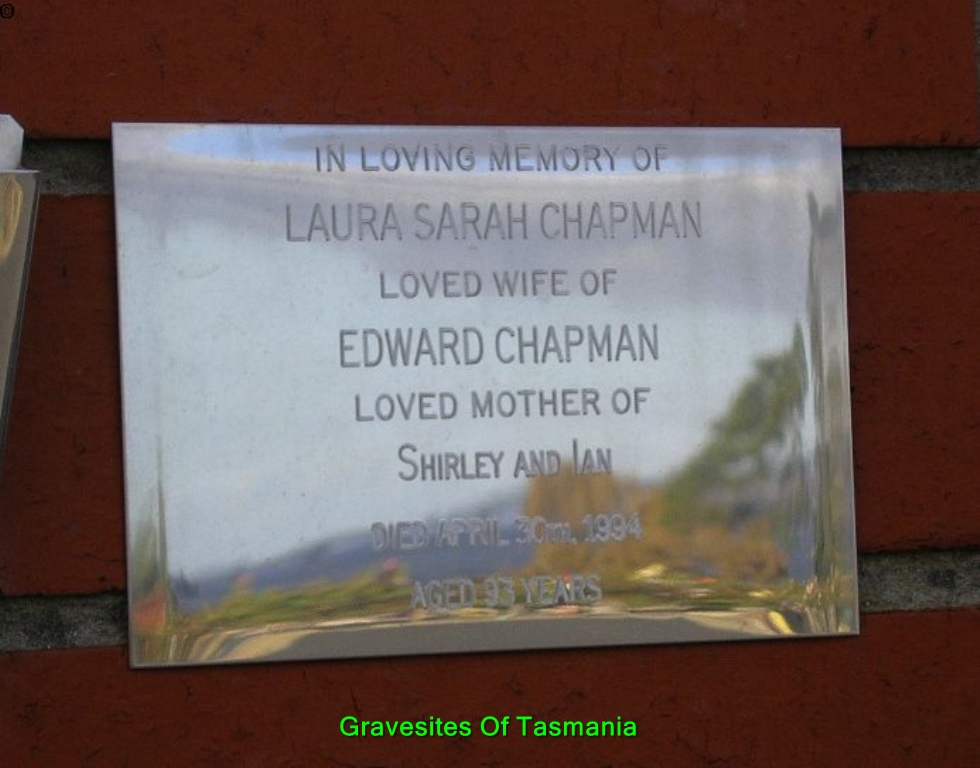 ©
IN LOVING MEMORY OF
LAURA SARAH CHAPMAN
LOVED WIFE OF
EDWARD CHAPMAN
LOVED MOTHER OF
SHIRLEY AND IAN
DIED APRIL 30TH, 1994
AGED 93 YEARS
Gravesites Of Tasmania